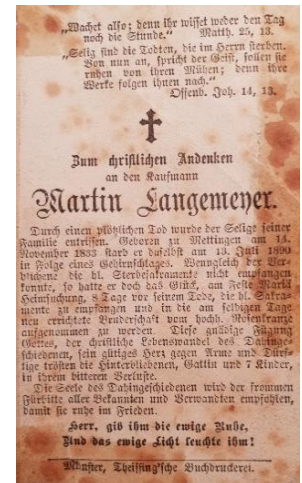 „Wachet also; denn ihr wisset weder den Tag
noch die Stunde.“ Matth. 25, 13.
„Selig sind die Todten, die im Herrn sterben.
Von nun an, spricht der Geist, sollen sie
ruhen von ihren Mühen; denn ihre
Werke folgen ihnen nach.“
Offenb. Joh. 14, 13.
Zum christlichen Andenken
an den Kaufmann
Martin Langemeyer.
Durch einen plötzlichen Tod wurde der Selige seiner
Familie entrissen. Geboren zu Mettingen am 14.
November 1833 starb er daselbst am 13. Juli 1890
in Folge eines Gehirnschlages. Wenngleich der Ver-
blichene die hl. Sterbesakramente nicht empfangen
konnte, so hatte er doch das Glück, am Feste Mariä
Heimsuchung, 8 Tage vor seinem Tode, die hl. Sakra-
mente zu empfangen und in die am selbigen Tage
neu errichtete Bruderschaft vom hochh. Rosenkranze
aufgenommen zu werden. Diese gnädige Fügung
Gottes, der christliche Lebenswandel des Dahinge-
schiedenen, sein gütiges Herz gegen Arme und Dürf-
tige trösten die Hinterbliebenen, Gattin und 7 Kinder,
in ihrem bitteren Verluste.
Die Seele des Dahingeschiedenen wird der frommen
Fürbitte aller Bekannten und Verwandten empfohlen,
damit sie ruhe im Frieden.
Herr, gib ihm die ewige Ruhe,
Und das ewige Licht leuchte ihm!
Münster, Theissing'sche Buchdruckerei.